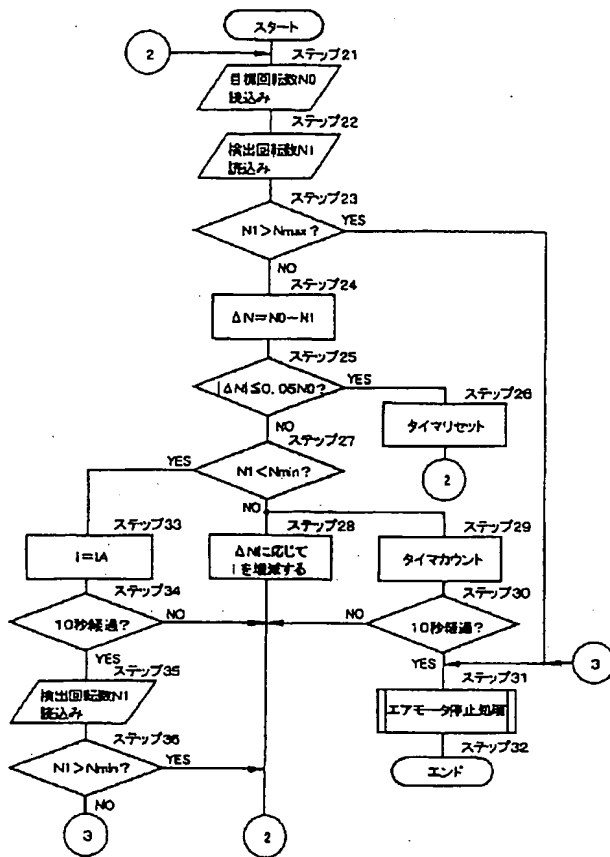 スタート
2
ステップ21
目標回転数N0
読込み
ステップ22
検出回転数N1
読込み
ステップ23
N1>Nmax?
YES
NO
ステップ24
ΔN=N0-N1
ステップ25
|ΔN|≤0.05N0?
YES
ステップ26
タイマリセット
2
NO
ステップ27
N1<Nmin?
YES
NO
ステップ33
i=iA
ステップ28
ΔNに応じて
iを増減する
ステップ29
タイマカウント
ステップ34
10秒経過?
NO
YES
ステップ30
10秒経過?
NO
YES
3
ステップ35
検出回転数N1
読込み
ステップ31
エアモータ停止処理
ステップ36
N1>Nmin?
YES
NO
ステップ32
エンド
3
2